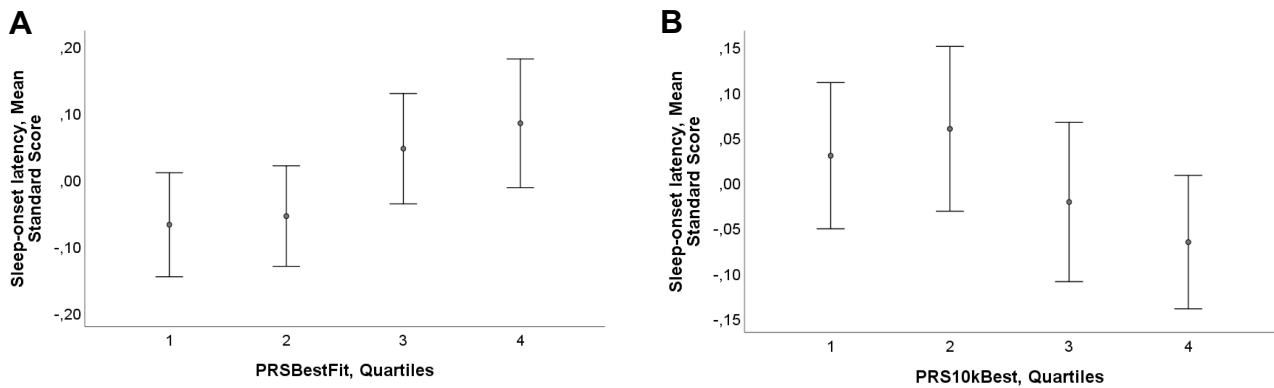 A
Sleep-onset latency, Mean
Standard Score
,20
,10
,00
-,10
-,20
1 2 3 4
PRSBestFit, Quartiles
B
Sleep-onset latency, Mean
Standard Score
,15
,10
,05
,00
-,05
-,10
-,15
1 2 3 4
PRS10kBest, Quartiles